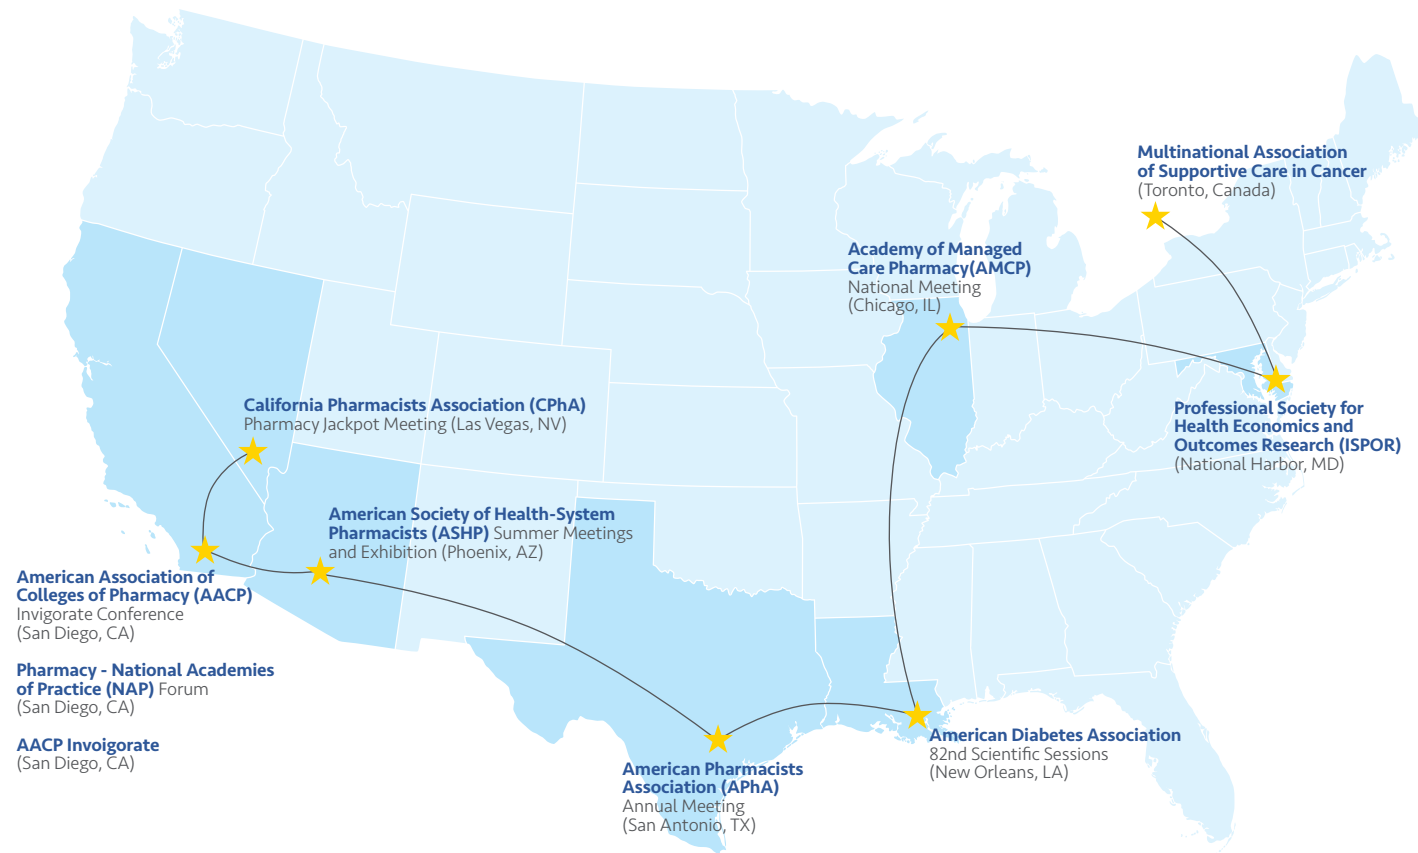 Multinational Association
of Supportive Care in Cancer
(Toronto, Canada)
Academy of Managed
Care Pharmacy(AMCP)
National Meeting
(Chicago, IL)
California Pharmacists Association (CPhA)
Pharmacy Jackpot Meeting (Las Vegas, NV)
Professional Society for
Health Economics and
Outcomes Research (ISPOR)
(National Harbor, MD)
American Society of Health-System
Pharmacists (ASHP) Summer Meetings
and Exhibition (Phoenix, AZ)
American Association of
Colleges of Pharmacy (AACP)
Invigorate Conference
(San Diego, CA)
Pharmacy - National Academies
of Practice (NAP) Forum
(San Diego, CA)
AACP Invoigorate
(San Diego, CA)
American Diabetes Association
82nd Scientific Sessions
(New Orleans, LA)
American Pharmacists
Association (APhA)
Annual Meeting
(San Antonio, TX)